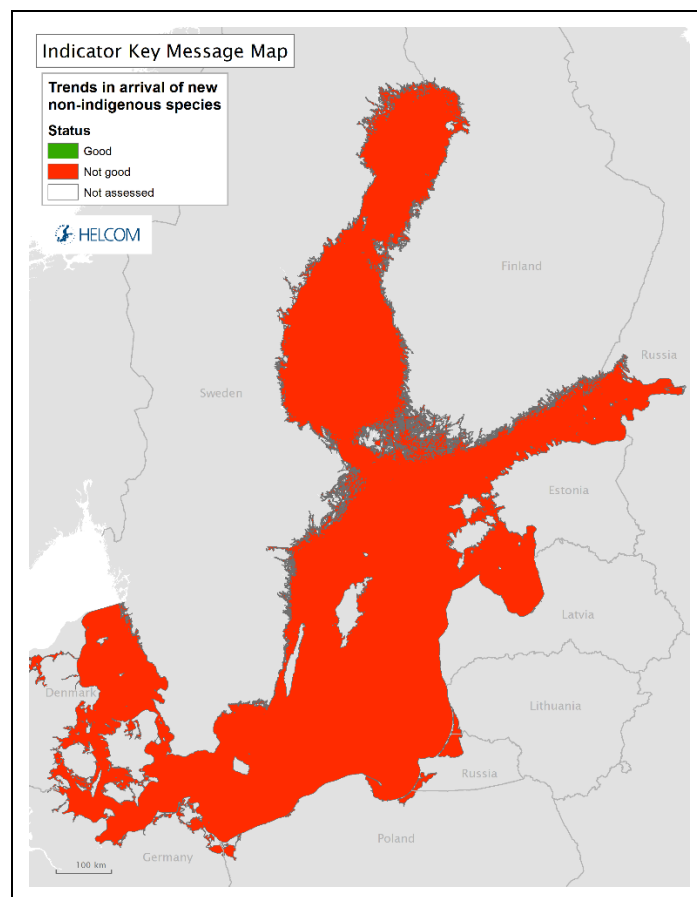 Indicator Key Message Map
Trends in arrival of new
non-indigenous species
Status
Good
Not good
Not assessed
HELCOM
Finland
Russia
Sweden
Estonia
Latvia
Denmark
Lithuania
Russia
Poland
Germany
100 km